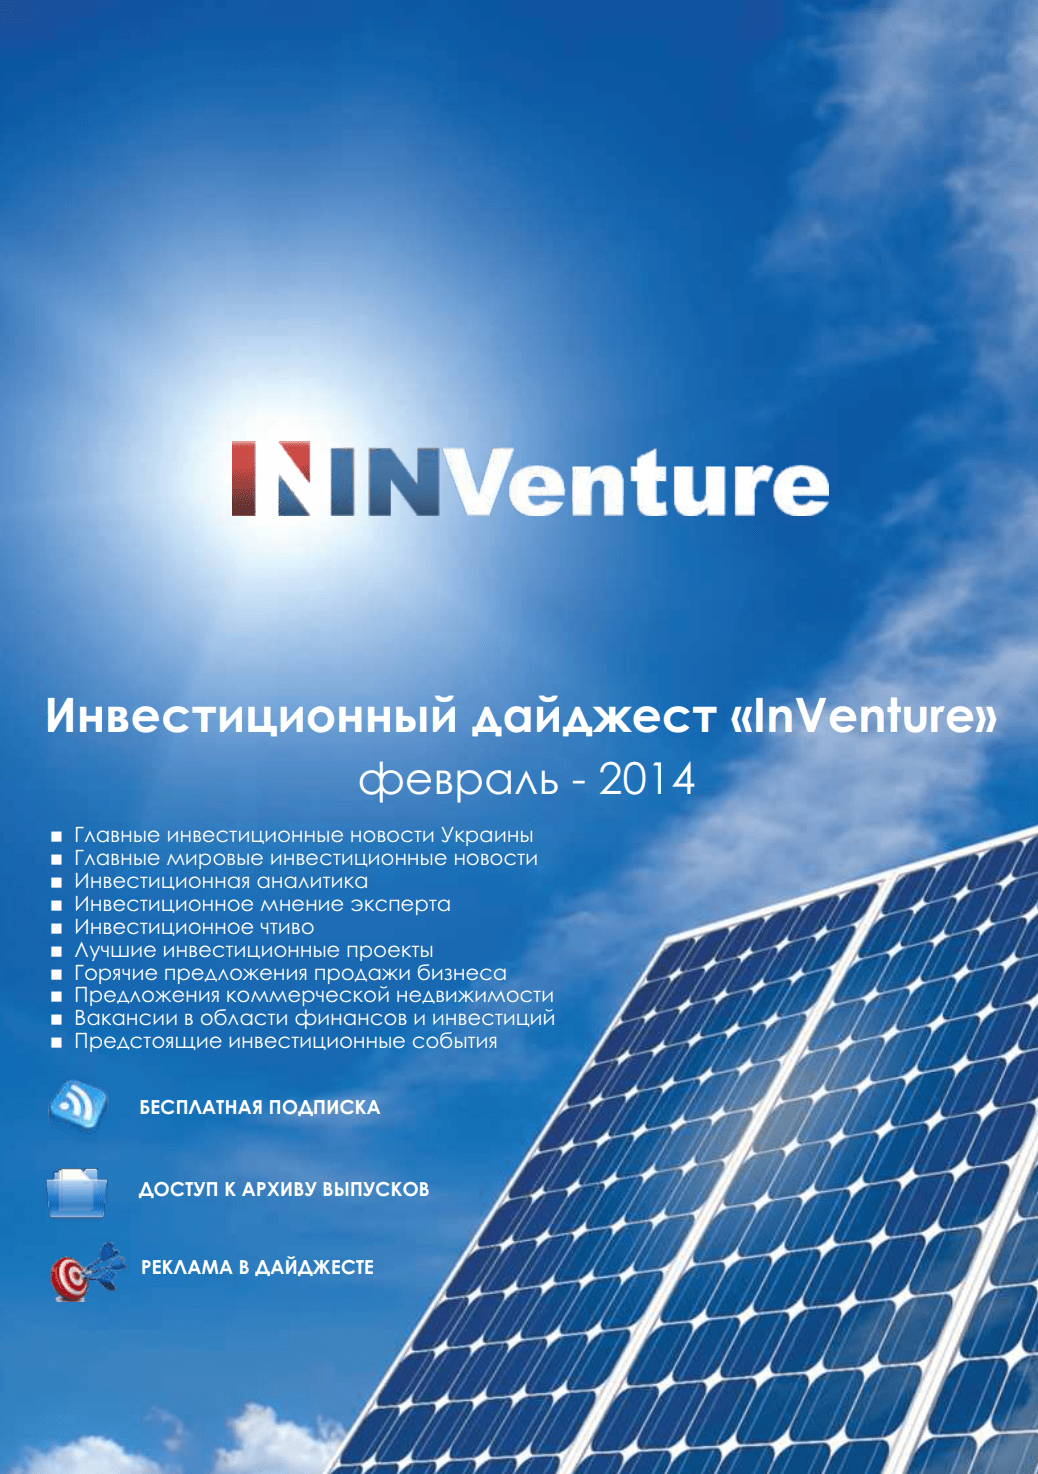 INVenture
Инвестиционный дайджест «InVenture»
февраль - 2014
▪ Главные инвестиционные новости Украины
▪ Главные мировые инвестиционные новости
▪ Инвестиционная аналитика
▪ Инвестиционное мнение эксперта
▪ Инвестиционное чтиво
▪ Лучшие инвестиционные проекты
▪ Горячие предложения продажи бизнеса
▪ Предложения коммерческой недвижимости
▪ Вакансии в области финансов и инвестиций
▪ Предстоящие инвестиционные события
БЕСПЛАТНАЯ ПОДПИСКА
ДОСТУП К АРХИВУ ВЫПУСКОВ
РЕКЛАМА В ДАЙДЖЕСТЕ